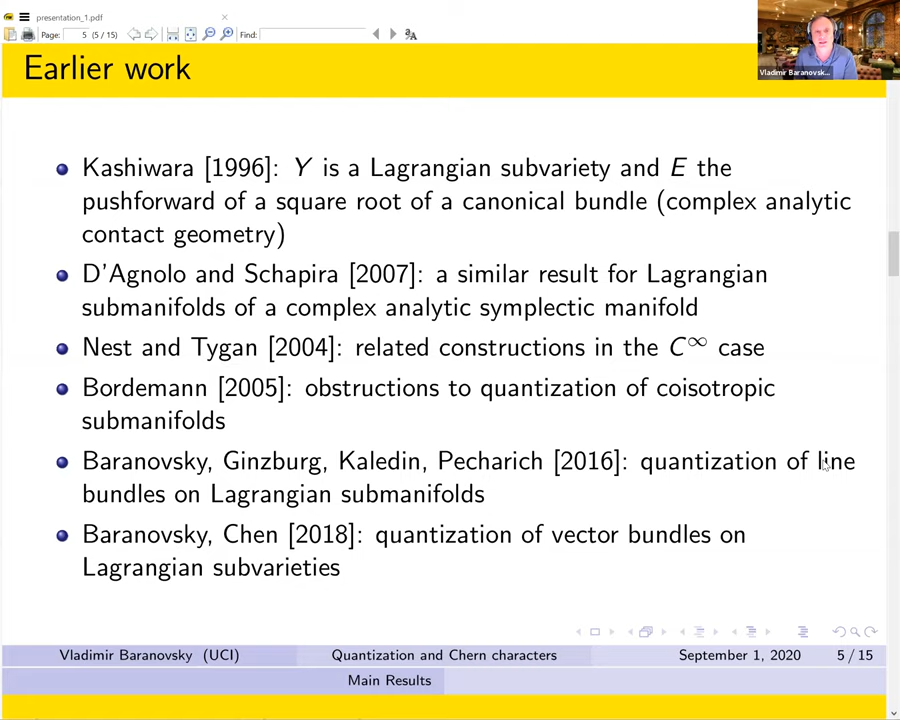 presentation_1.pdf
Page: 5 (5 / 15) Find:
Vladimir Baranovsk...
Earlier work
Kashiwara [1996]: Y is a Lagrangian subvariety and E the
pushforward of a square root of a canonical bundle (complex analytic
contact geometry)
D'Agnolo and Schapira [2007]: a similar result for Lagrangian
submanifolds of a complex analytic symplectic manifold
Nest and Tygan [2004]: related constructions in the C∞ case
Bordemann [2005]: obstructions to quantization of coisotropic
submanifolds
Baranovsky, Ginzburg, Kaledin, Pecharich [2016]: quantization of line
bundles on Lagrangian submanifolds
Baranovsky, Chen [2018]: quantization of vector bundles on
Lagrangian subvarieties
Vladimir Baranovsky (UCI) Quantization and Chern characters September 1, 2020 5 / 15
Main Results